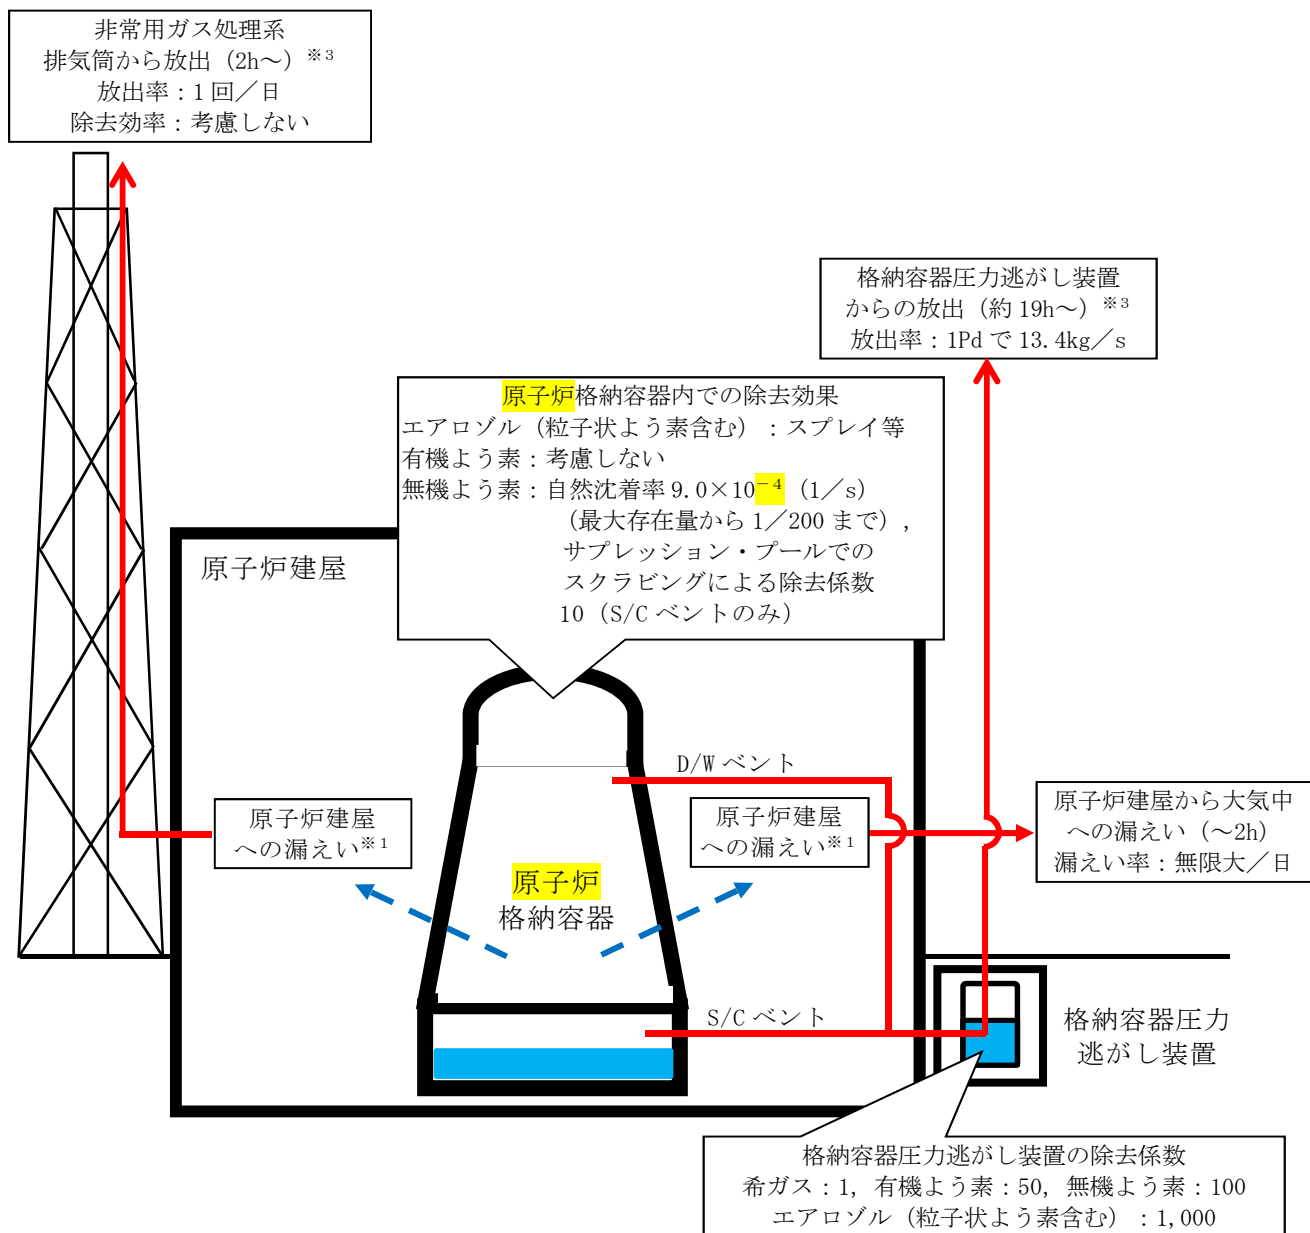 非常用ガス処理系
排気筒から放出（2h～）※3
放出率：1回／日
除去効率：考慮しない
格納容器圧力逃がし装置
からの放出（約19h～）※3
放出率：1Pdで13.4kg／s
原子炉格納容器内での除去効果
エアロゾル（粒子状よう素含む）：スプレイ等
有機よう素：考慮しない
無機よう素：自然沈着率9.0×10－4（1／s）
（最大存在量から1／200まで），
サプレッション・プールでの
スクラビングによる除去係数
10（S/Cベントのみ）
原子炉建屋
D/Wベント
原子炉建屋
への漏えい※1
原子炉建屋
への漏えい※1
原子炉建屋から大気中
への漏えい（～2h）
漏えい率：無限大／日
原子炉
格納容器
S/Cベント
格納容器圧力
逃がし装置
格納容器圧力逃がし装置の除去係数
希ガス：1，有機よう素：50，無機よう素：100
エアロゾル（粒子状よう素含む）：1,000